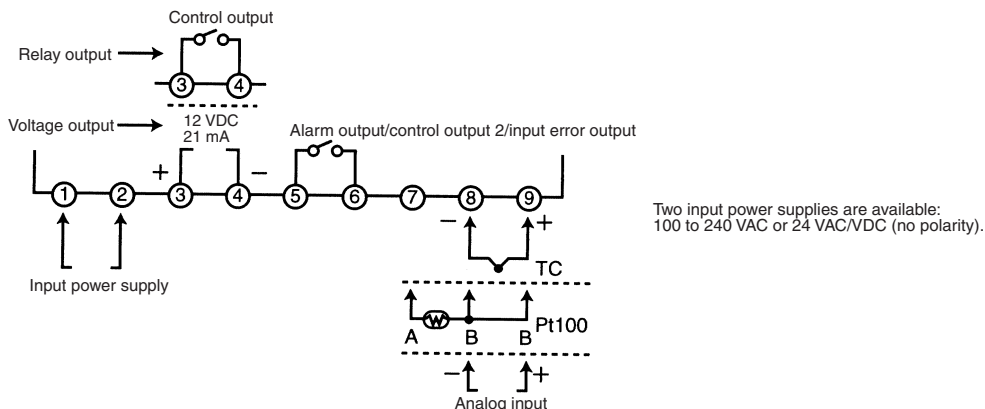 Control output
Relay output
3 4
Voltage output
12 VDC
21 mA
Alarm output/control output 2/input error output
+ − 
1 2 3 4 5 6 7 8 9
− +
Two input power supplies are available:
100 to 240 VAC or 24 VAC/VDC (no polarity).
TC
Input power supply
Pt100
A B B
− +
Analog input